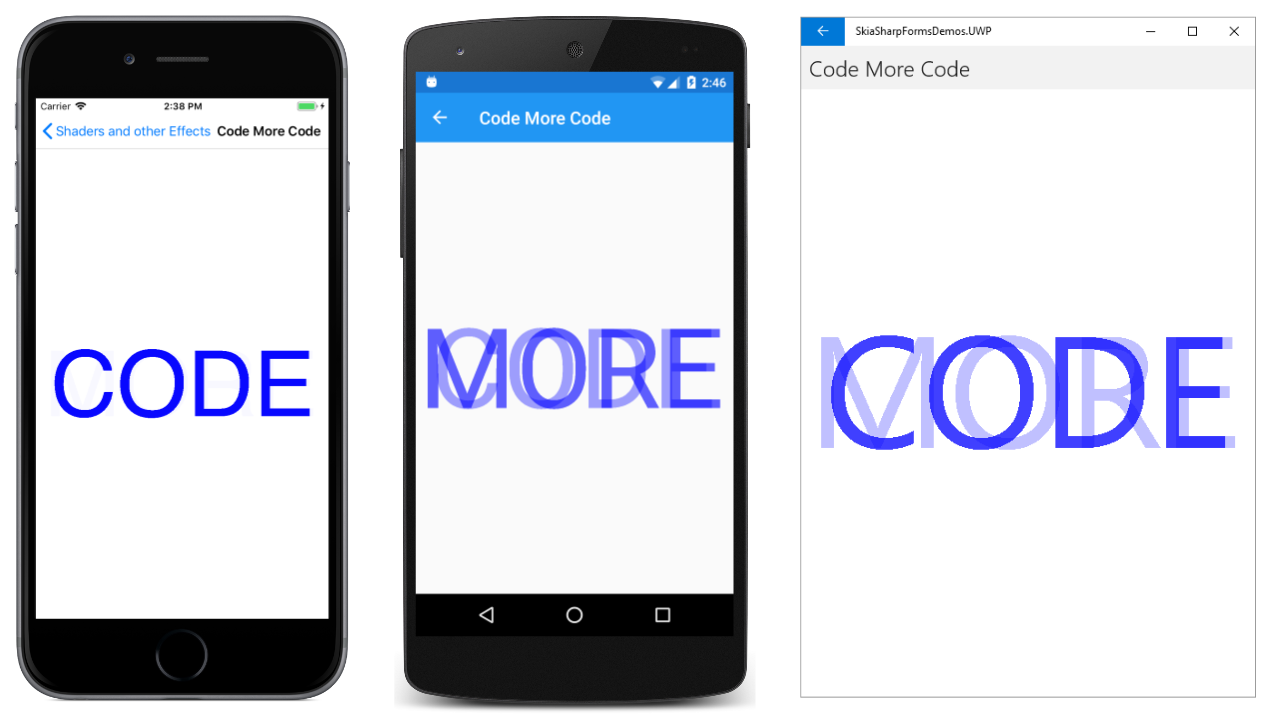 Carrier 2:38 PM
Shaders and other Effects Code More Code
MORE
CODE
2:46
Code More Code
MORE
CODE
SkiaSharpFormsDemos.UWP
Code More Code
CODE
MORE